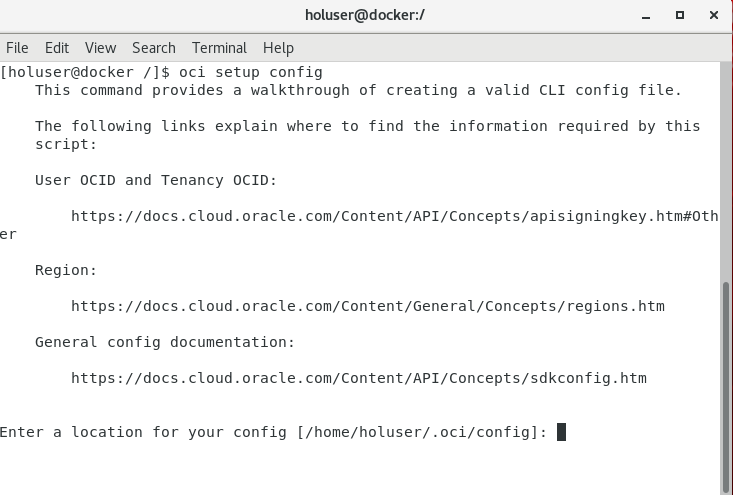 holuser@docker:/
File Edit View Search Terminal Help
[holuser@docker /]$ oci setup config
This command provides a walkthrough of creating a valid CLI config file.
The following links explain where to find the information required by this
script:
User OCID and Tenancy OCID:
https://docs.cloud.oracle.com/Content/API/Concepts/apisigningkey.htm#Oth
er
Region:
https://docs.cloud.oracle.com/Content/General/Concepts/regions.htm
General config documentation:
https://docs.cloud.oracle.com/Content/API/Concepts/sdkconfig.htm
Enter a location for your config [/home/holuser/.oci/config]: